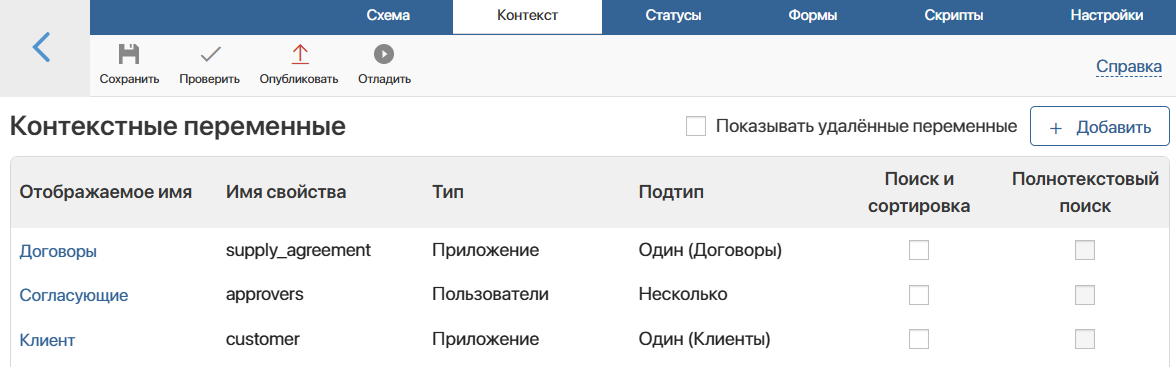 Схема Контекст Статусы Формы Скрипты Настройки
Сохранить Проверить Опубликовать Отладить Справка
Контекстные переменные Показывать удалённые переменные + Добавить
Отображаемое имя Имя свойства Тип Подтип Поиск и сортировка Полнотекстовый поиск
Договоры supply_agreement Приложение Один (Договоры)
Согласующие approvers Пользователи Несколько
Клиент customer Приложение Один (Клиенты)